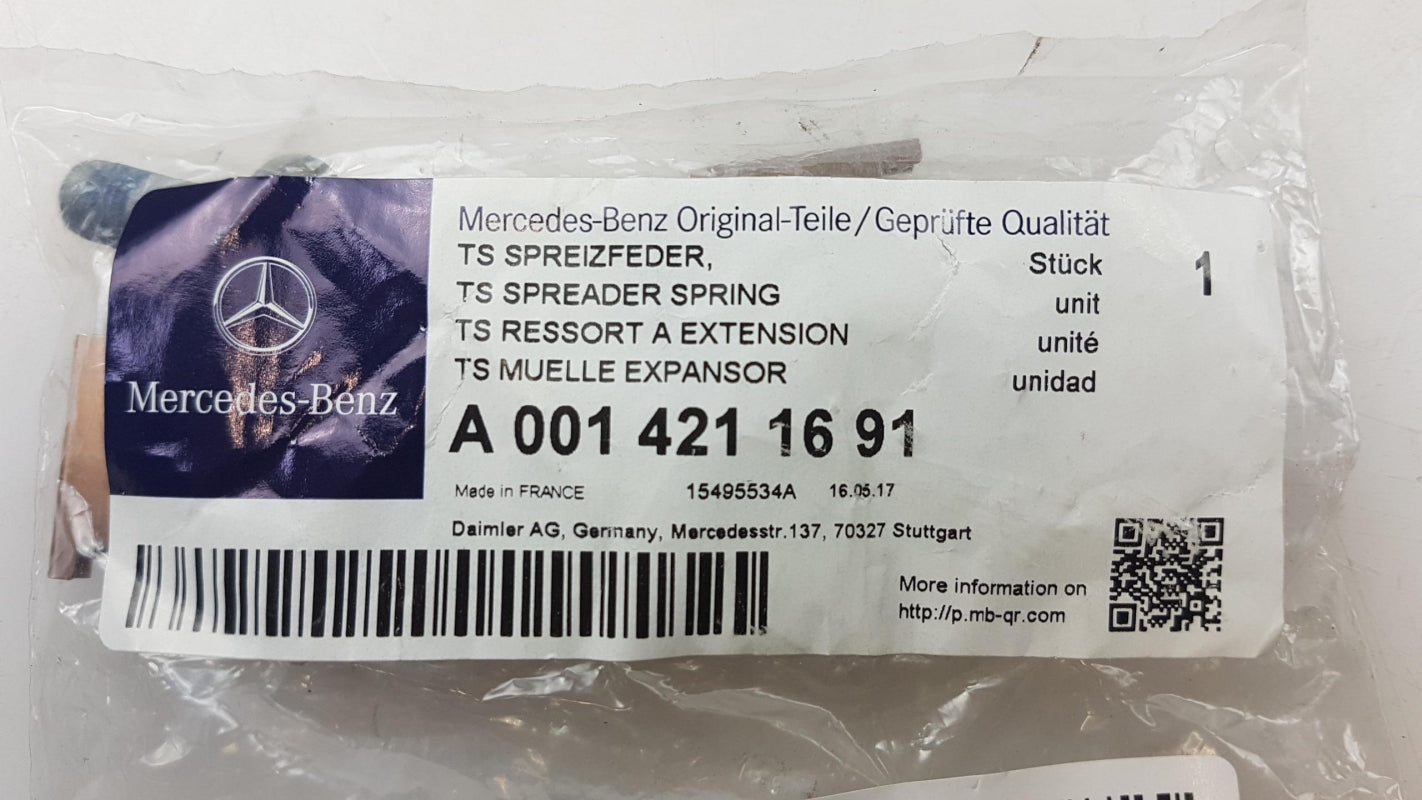 Mercedes-Benz Original-Teile/Geprüfte Qualität
TS SPREIZFEDER, Stück 1
TS SPREADER SPRING unit
TS RESSORT A EXTENSION unité
TS MUELLE EXPANSOR unidad
Mercedes-Benz
A 001 421 16 91
Made in FRANCE 15495534A 16.05.17
Daimler AG, Germany, Mercedesstr.137, 70327 Stuttgart
More information on
http://p.mb-qr.com